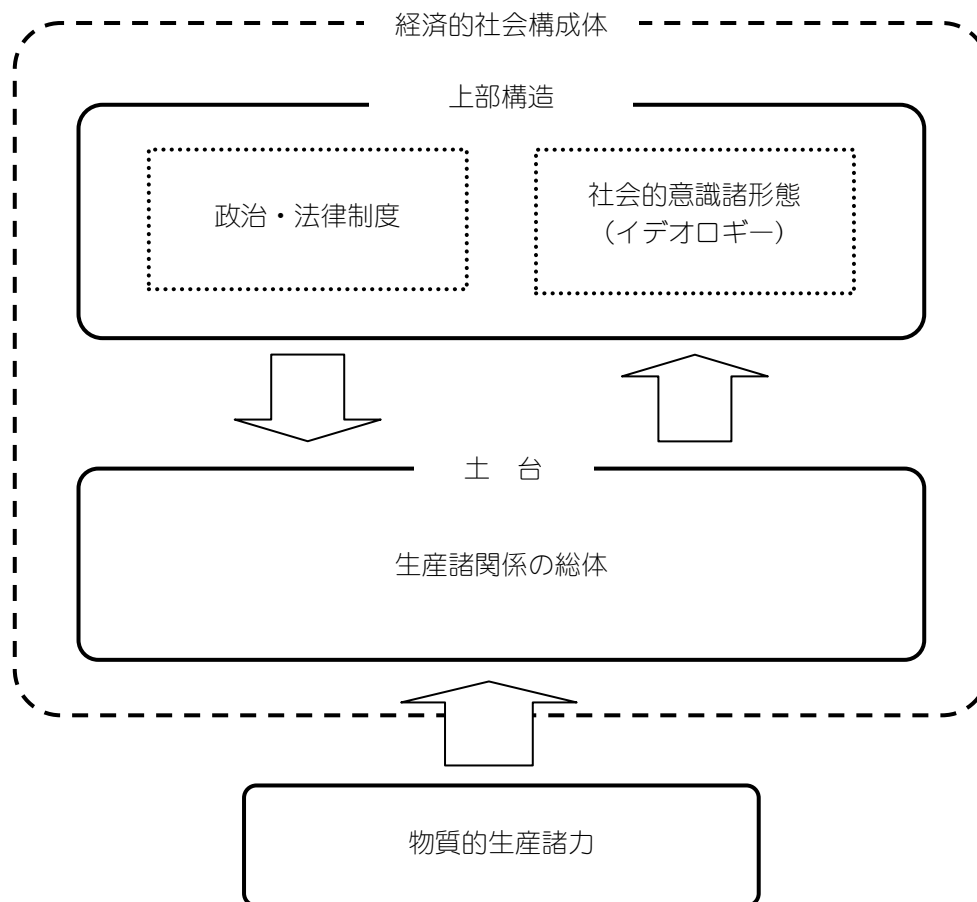 経済的社会構成体
上部構造
政治・法律制度
社会的意識諸形態
(イデオロギー)
土　台
生産諸関係の総体
物質的生産諸力